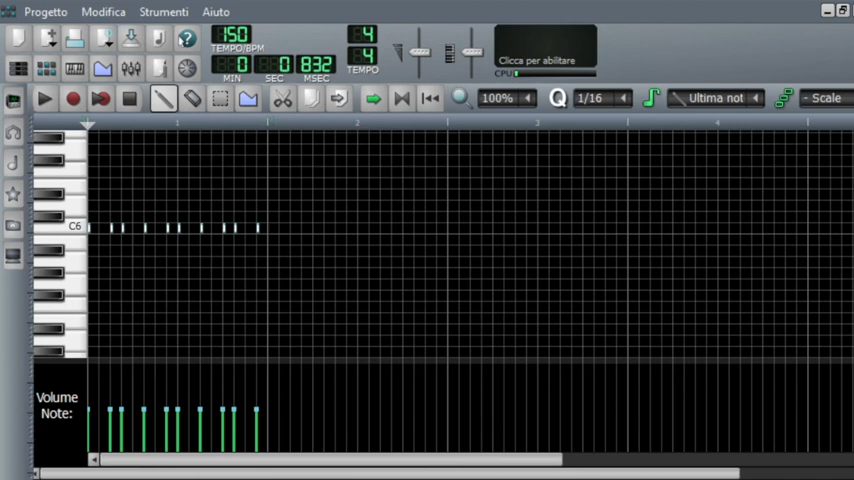 Progetto Modifica Strumenti Aiuto
150
TEMPO/BPM
4
4
TEMPO
0 0 832
MIN SEC MSEC
Clicca per abilitare
CPU
100% Q 1/16 Ultima not - Scale
1 2 3 4
C6
Volume
Note: